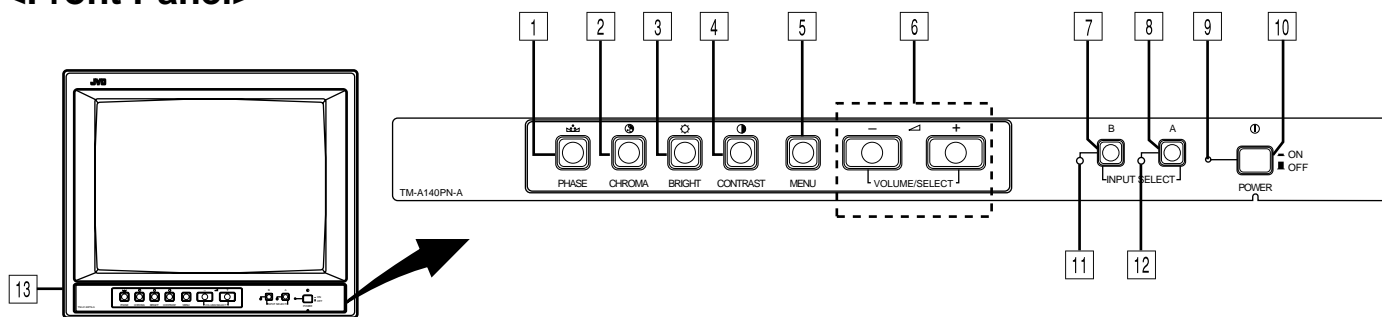 <Front Panel>
1 2 3 4 5 6 7 8 9 10
JVC
− + B A
ON
OFF
PHASE CHROMA BRIGHT CONTRAST MENU VOLUME/SELECT INPUT SELECT POWER
TM-A140PN-A
11 12
13